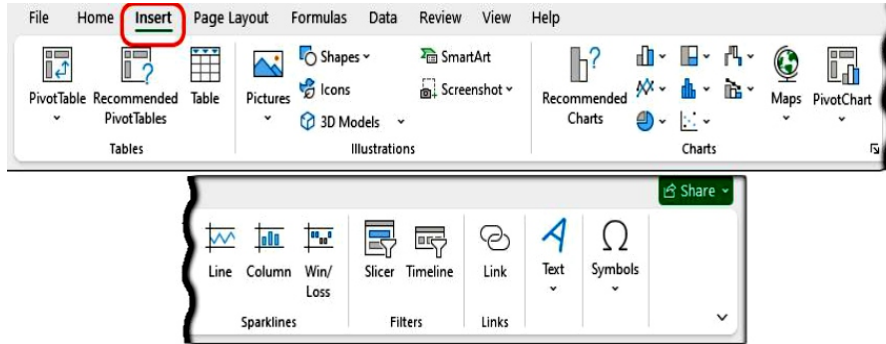 File Home Insert Page Layout Formulas Data Review View Help
PivotTable Recommended PivotTables Table
Tables
Pictures Shapes Icons 3D Models SmartArt Screenshot
Illustrations
Recommended Charts Maps PivotChart
Charts
Share
Line Column Win/ Loss
Sparklines
Slicer Timeline
Filters
Link
Links
Text Symbols